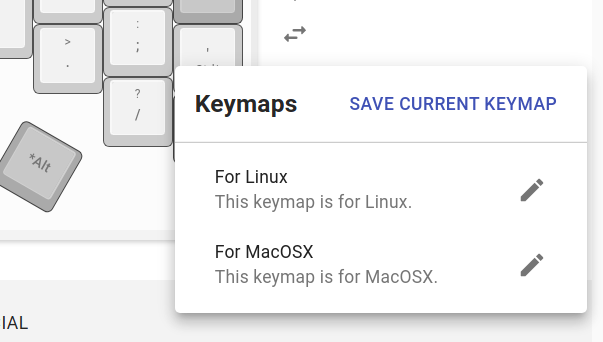 :
;
>
.
'
?
/
*Alt
Keymaps SAVE CURRENT KEYMAP
For Linux
This keymap is for Linux.
For MacOSX
This keymap is for MacOSX.
IAL